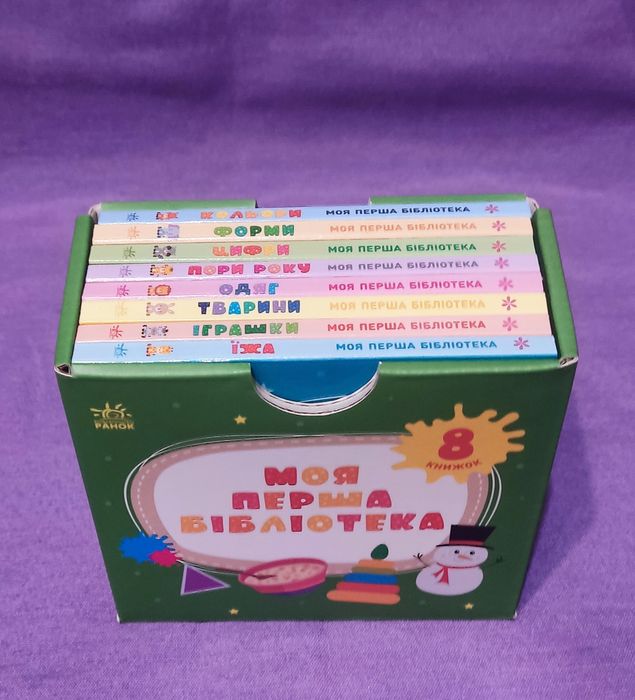 КОЛЬОРИ МОЯ ПЕРША БІБЛІОТЕКА
ФОРМИ МОЯ ПЕРША БІБЛІОТЕКА
ЦИФРИ МОЯ ПЕРША БІБЛІОТЕКА
ПОРИ РОКУ МОЯ ПЕРША БІБЛІОТЕКА
ОДЯГ МОЯ ПЕРША БІБЛІОТЕКА
ТВАРИНИ МОЯ ПЕРША БІБЛІОТЕКА
ІГРАШКИ МОЯ ПЕРША БІБЛІОТЕКА
ЇЖА МОЯ ПЕРША БІБЛІОТЕКА
РАНОК
8
КНИЖОК
МОЯ
ПЕРША
БІБЛІОТЕКА